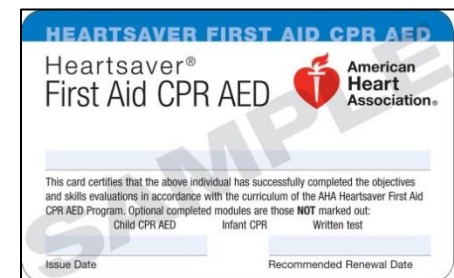 HEARTSAVER FIRST AID CPR AED
Heartsaver®
First Aid CPR AED
American
Heart
Association®
SAMPLE
This card certifies that the above individual has successfully completed the objectives
and skills evaluations in accordance with the curriculum of the AHA Heartsaver First Aid
CPR AED Program. Optional completed modules are those NOT marked out:
Child CPR AED Infant CPR Written test
Issue Date Recommended Renewal Date